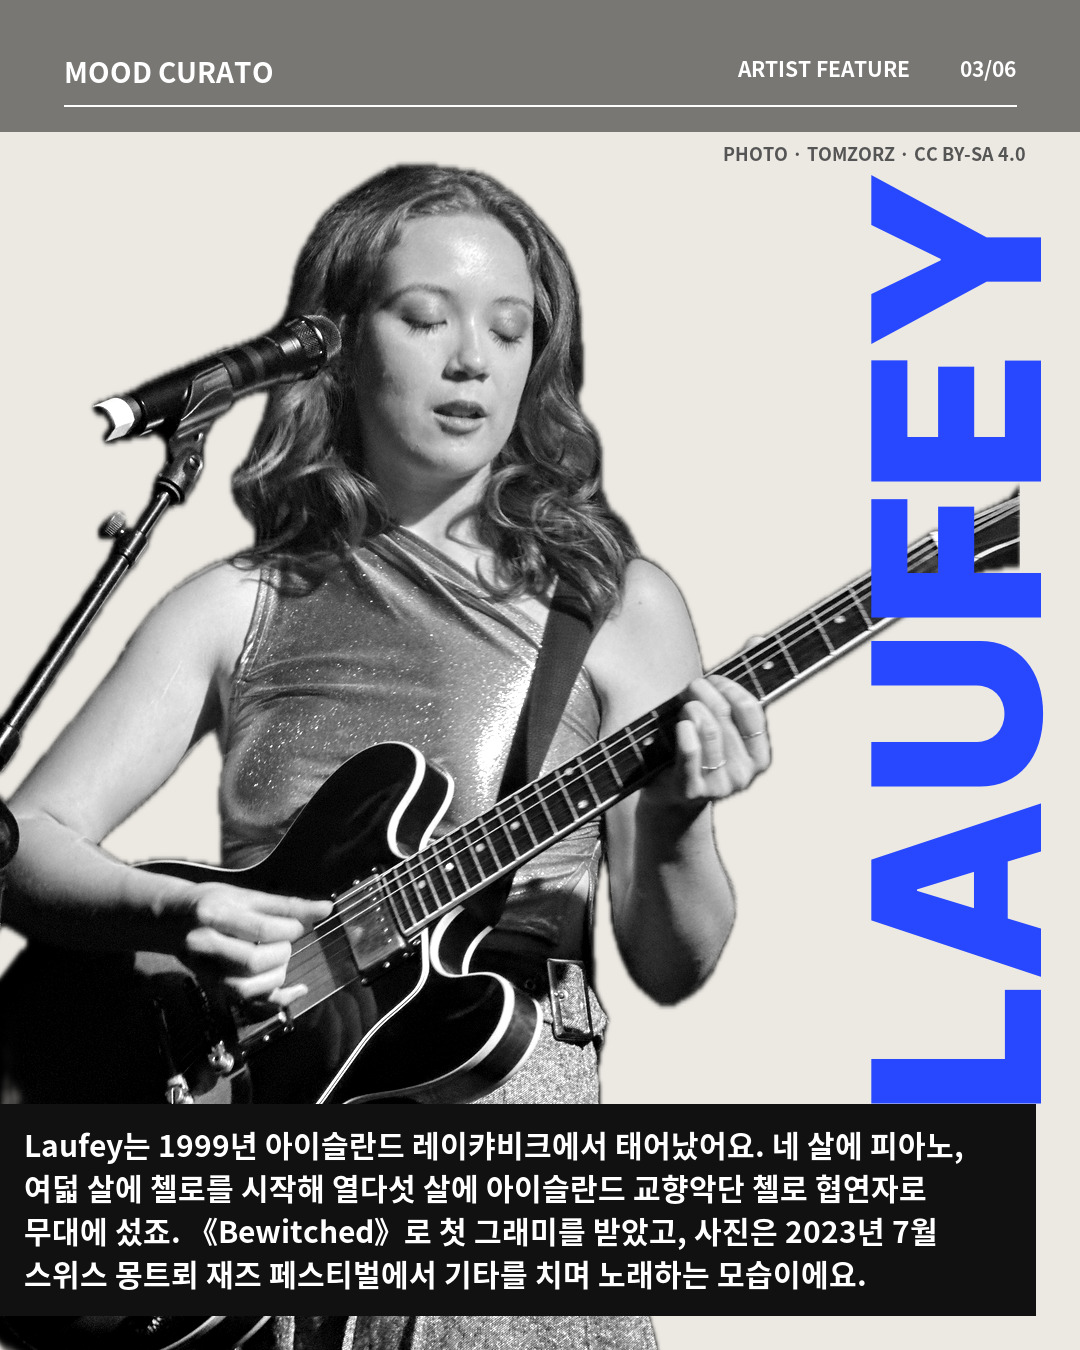 MOOD CURATO
ARTIST FEATURE 03/06
PHOTO · TOMZORZ · CC BY-SA 4.0
LAUFEY
Laufey는 1999년 아이슬란드 레이캬비크에서 태어났어요. 네 살에 피아노,
여덟 살에 첼로를 시작해 열다섯 살에 아이슬란드 교향악단 첼로 협연자로
무대에 섰죠. 《Bewitched》로 첫 그래미를 받았고, 사진은 2023년 7월
스위스 몽트뢰 재즈 페스티벌에서 기타를 치며 노래하는 모습이에요.